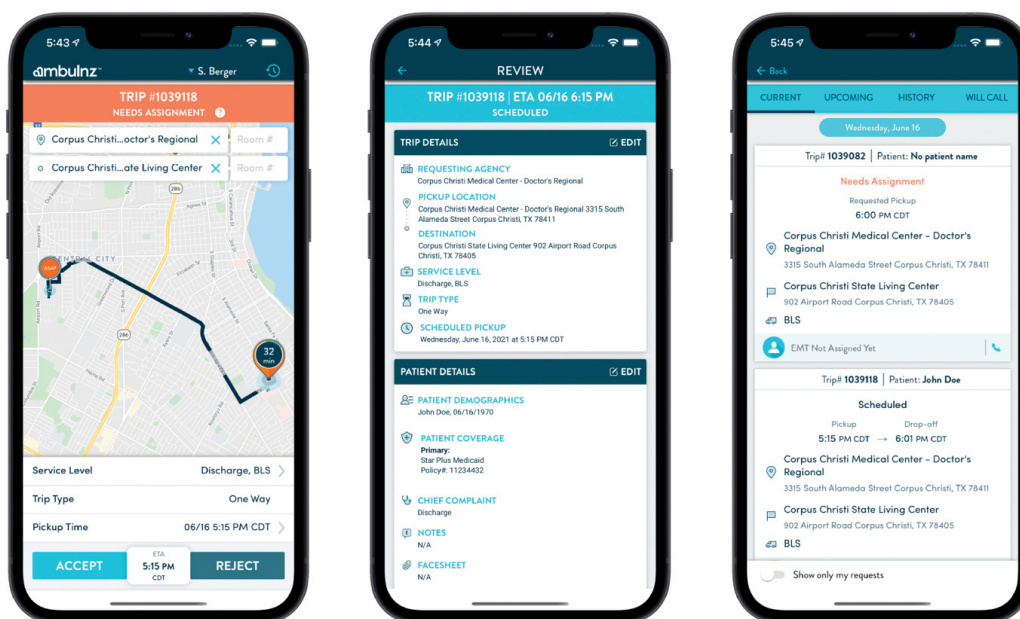 5:43
ambulnz™
S. Berger
TRIP #1039118
NEEDS ASSIGNMENT ?
Corpus Christi...octor's Regional
Room #
Corpus Christi...ate Living Center
Room #
286
CENTRAL CITY
286
32
min
Service Level
Discharge, BLS
Trip Type
One Way
Pickup Time
06/16 5:15 PM CDT
ACCEPT
ETA
5:15 PM
CDT
REJECT
5:44
REVIEW
TRIP #1039118 | ETA 06/16 6:15 PM
SCHEDULED
TRIP DETAILS
EDIT
REQUESTING AGENCY
Corpus Christi Medical Center - Doctor's Regional
PICKUP LOCATION
Corpus Christi Medical Center - Doctor's Regional 3315 South
Alameda Street Corpus Christi, TX 78411
DESTINATION
Corpus Christi State Living Center 902 Airport Road Corpus
Christi, TX 78405
SERVICE LEVEL
Discharge, BLS
TRIP TYPE
One Way
SCHEDULED PICKUP
Wednesday, June 16, 2021 at 5:15 PM CDT
PATIENT DETAILS
EDIT
PATIENT DEMOGRAPHICS
John Doe, 06/16/1970
PATIENT COVERAGE
Primary:
Star Plus Medicaid
Policy#: 11234432
CHIEF COMPLAINT
Discharge
NOTES
N/A
FACESHEET
N/A
5:45
Back
CURRENT
UPCOMING
HISTORY
WILL CALL
Wednesday, June 16
Trip# 1039082 | Patient: No patient name
Needs Assignment
Requested Pickup
6:00 PM CDT
Corpus Christi Medical Center - Doctor's
Regional
3315 South Alameda Street Corpus Christi, TX 78411
Corpus Christi State Living Center
902 Airport Road Corpus Christi, TX 78405
BLS
EMT Not Assigned Yet
Trip# 1039118 | Patient: John Doe
Scheduled
Pickup
Drop-off
5:15 PM CDT → 6:01 PM CDT
Corpus Christi Medical Center - Doctor's
Regional
3315 South Alameda Street Corpus Christi, TX 78411
Corpus Christi State Living Center
902 Airport Road Corpus Christi, TX 78405
BLS
Show only my requests